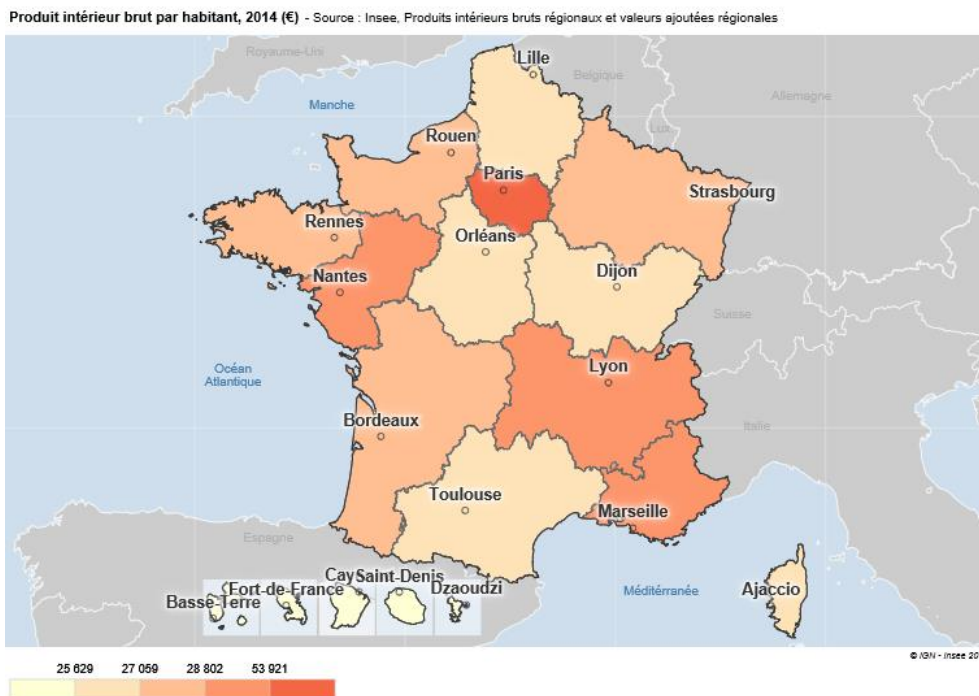 Produit intérieur brut par habitant, 2014 (€) - Source : Insee, Produits intérieurs bruts régionaux et valeurs ajoutées régionales
Royaume-Uni
Lille
Belgique
Allemagne
Manche
Lux
Rouen
Paris
Strasbourg
Rennes
Orléans
Nantes
Dijon
Suisse
Océan
Atlantique
Lyon
Bordeaux
Italie
Toulouse
Marseille
Espagne
Cay
Saint-Denis
Fort-de-France
Dzaoudzi
Basse-Terre
Méditérranée
Ajaccio
© IGN - Insee 20
25 629 27 059 28 802 53 921